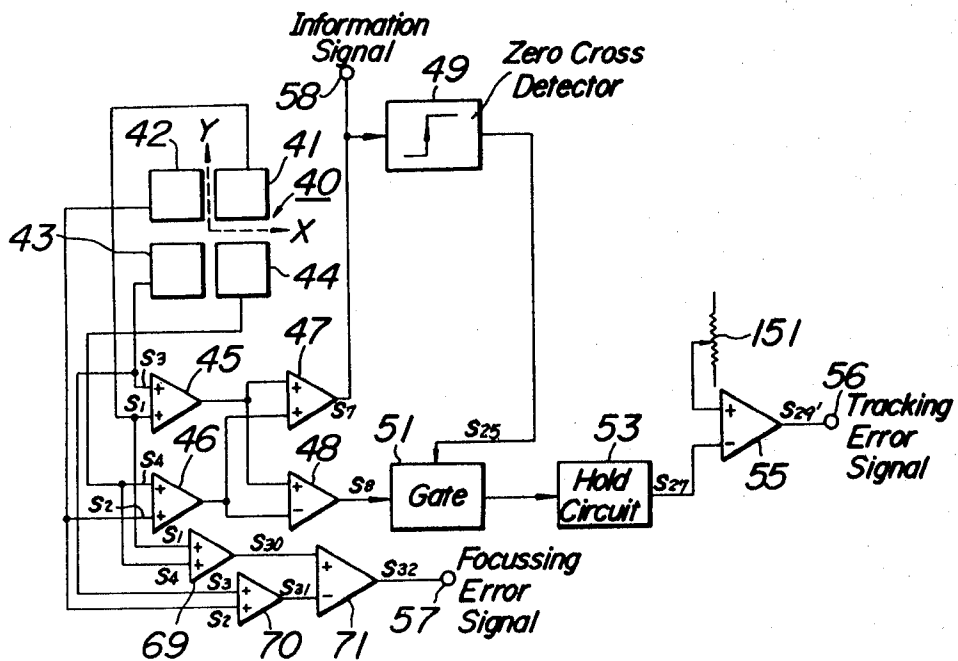 Information
Signal
58
49
Zero Cross
Detector
42
Y
41
40
43
X
44
S3
45
47
151
S1
S7
56
S29'
Tracking
Error
Signal
46
S4
48
51
S25
53
55
S2
S8
Gate
Hold
Circuit
S27
S1
S30
Focussing
Error
Signal
S4
S3
S31
S32
S2
57
69
70
71